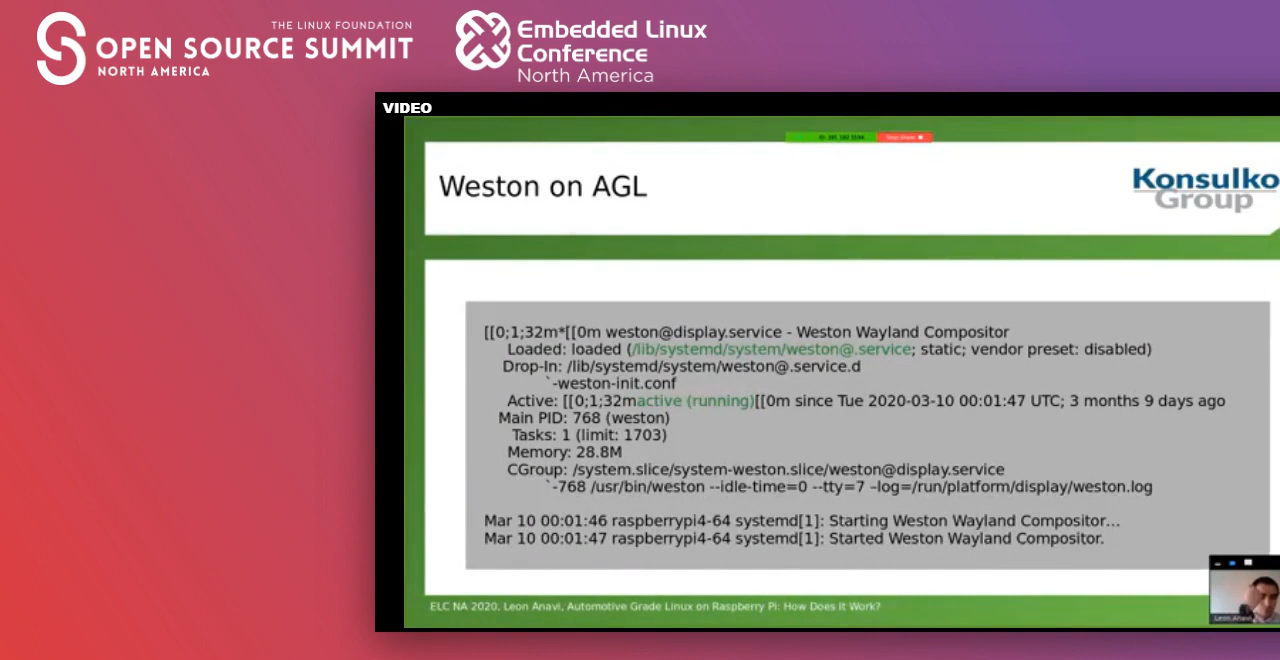 THE LINUX FOUNDATION
OPEN SOURCE SUMMIT
NORTH AMERICA
Embedded Linux
Conference
North America
VIDEO
Weston on AGL
Konsulko
Group
[[0;1;32m*[[0m weston@display.service - Weston Wayland Compositor
Loaded: loaded (/lib/systemd/system/weston@.service; static; vendor preset: disabled)
Drop-In: /lib/systemd/system/weston@.service.d
`-weston-init.conf
Active: [[0;1;32mactive (running)[[0m since Tue 2020-03-10 00:01:47 UTC; 3 months 9 days ago
Main PID: 768 (weston)
Tasks: 1 (limit: 1703)
Memory: 28.8M
CGroup: /system.slice/system-weston.slice/weston@display.service
`-768 /usr/bin/weston --idle-time=0 --tty=7 –log=/run/platform/display/weston.log
Mar 10 00:01:46 raspberrypi4-64 systemd[1]: Starting Weston Wayland Compositor…
Mar 10 00:01:47 raspberrypi4-64 systemd[1]: Started Weston Wayland Compositor.
ELC NA 2020, Leon Anavi, Automotive Grade Linux on Raspberry Pi: How Does It Work?
Leon Anavi